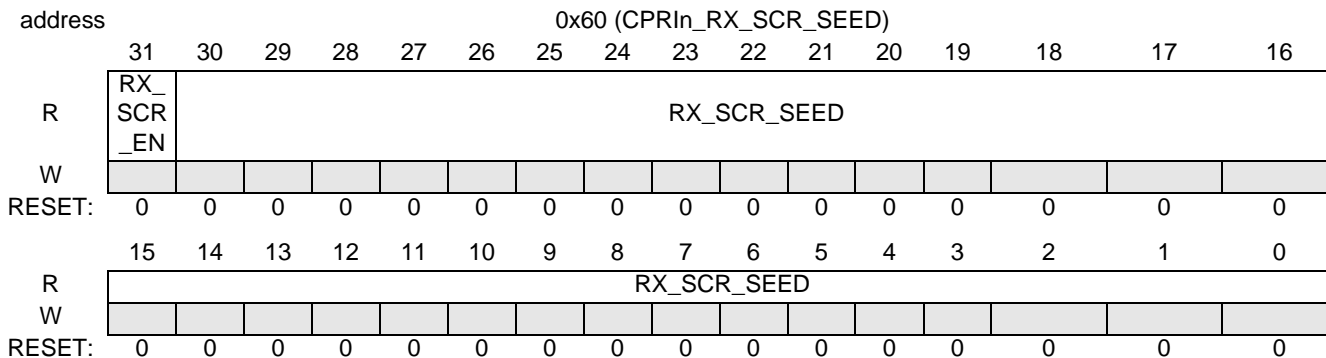 address 0x60 (CPRIn_RX_SCR_SEED)
31 30 29 28 27 26 25 24 23 22 21 20 19 18 17 16
R RX_SCR_EN RX_SCR_SEED
W
RESET: 0 0 0 0 0 0 0 0 0 0 0 0 0 0 0 0
15 14 13 12 11 10 9 8 7 6 5 4 3 2 1 0
R RX_SCR_SEED
W
RESET: 0 0 0 0 0 0 0 0 0 0 0 0 0 0 0 0